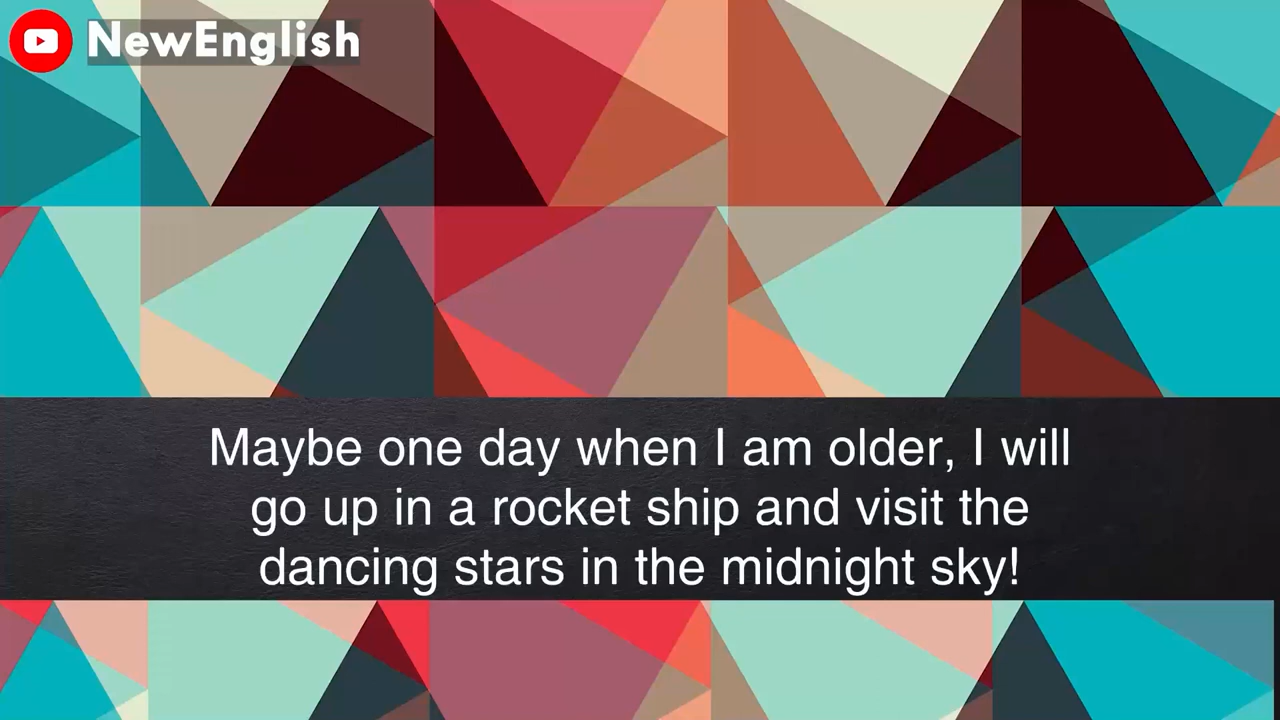 NewEnglish
Maybe one day when I am older, I will
go up in a rocket ship and visit the
dancing stars in the midnight sky!